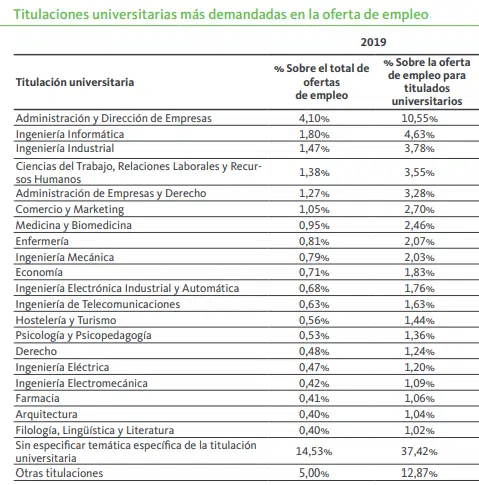 Titulaciones universitarias más demandadas en la oferta de empleo
2019
Titulación universitaria
% Sobre el total de
ofertas
de empleo
% Sobre la oferta
de empleo para
titulados
universitarios
Administración y Dirección de Empresas 4,10% 10,55%
Ingeniería Informática 1,80% 4,63%
Ingeniería Industrial 1,47% 3,78%
Ciencias del Trabajo, Relaciones Laborales y Recur-
sos Humanos 1,38% 3,55%
Administración de Empresas y Derecho 1,27% 3,28%
Comercio y Marketing 1,05% 2,70%
Medicina y Biomedicina 0,95% 2,46%
Enfermería 0,81% 2,07%
Ingeniería Mecánica 0,79% 2,03%
Economía 0,71% 1,83%
Ingeniería Electrónica Industrial y Automática 0,68% 1,76%
Ingeniería de Telecomunicaciones 0,63% 1,63%
Hostelería y Turismo 0,56% 1,44%
Psicología y Psicopedagogía 0,53% 1,36%
Derecho 0,48% 1,24%
Ingeniería Eléctrica 0,47% 1,20%
Ingeniería Electromecánica 0,42% 1,09%
Farmacia 0,41% 1,06%
Arquitectura 0,40% 1,04%
Filología, Lingüística y Literatura 0,40% 1,02%
Sin especificar temática específica de la titulación
universitaria 14,53% 37,42%
Otras titulaciones 5,00% 12,87%